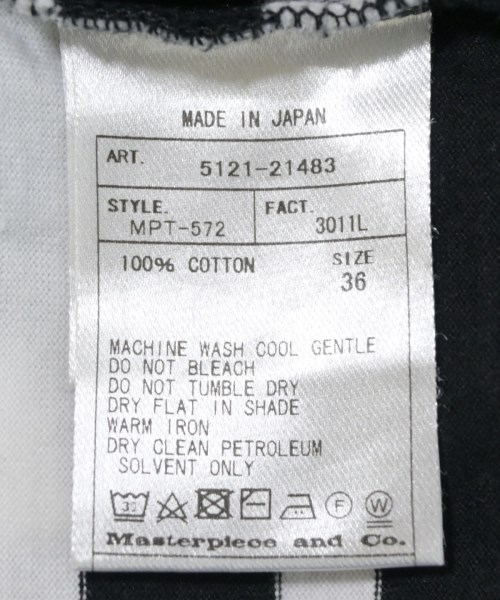 MADE IN JAPAN
ART. 5121-21483
STYLE. FACT.
MPT-572 3011L
100% COTTON SIZE
36
MACHINE WASH COOL GENTLE
DO NOT BLEACH
DO NOT TUMBLE DRY
DRY FLAT IN SHADE
WARM IRON
DRY CLEAN PETROLEUM
SOLVENT ONLY
30 F W
Masterpiece and Co.